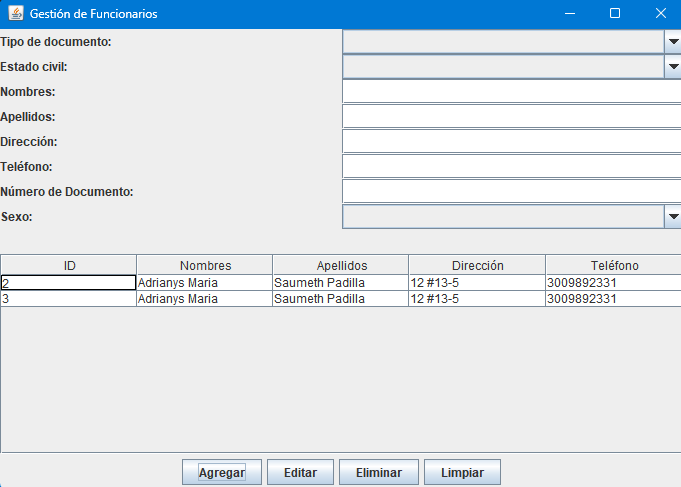 Gestión de Funcionarios
Tipo de documento:
Estado civil:
Nombres:
Apellidos:
Dirección:
Teléfono:
Número de Documento:
Sexo:
ID Nombres Apellidos Dirección Teléfono
2 Adrianys Maria Saumeth Padilla 12 #13-5 3009892331
3 Adrianys Maria Saumeth Padilla 12 #13-5 3009892331
Agregar Editar Eliminar Limpiar